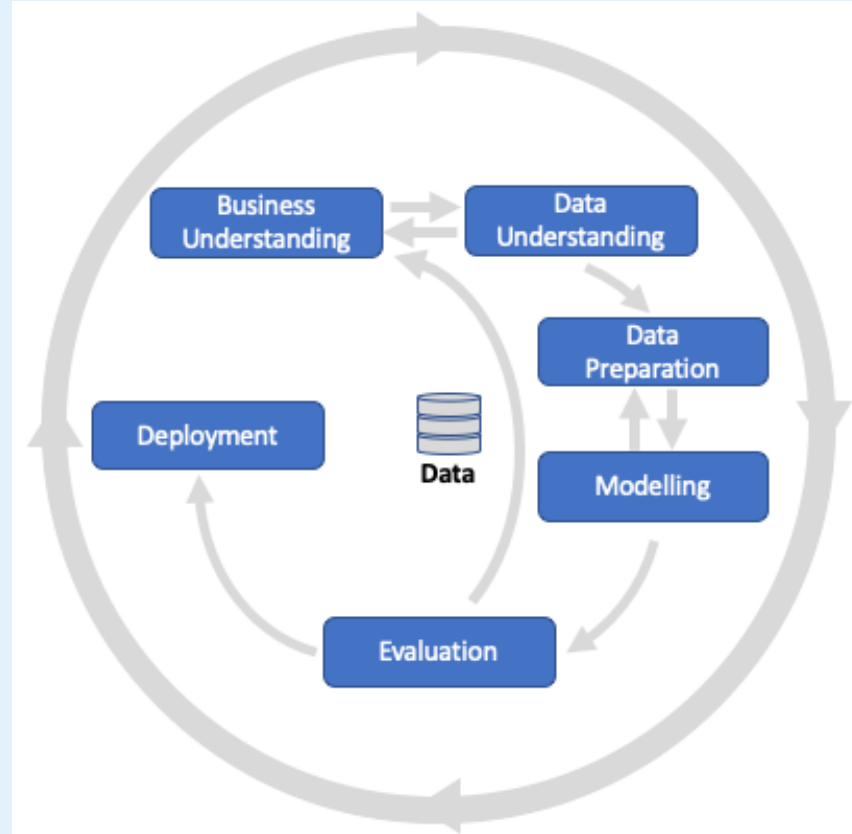 Business
Understanding
Data
Understanding
Data
Preparation
Deployment
Data
Modelling
Evaluation